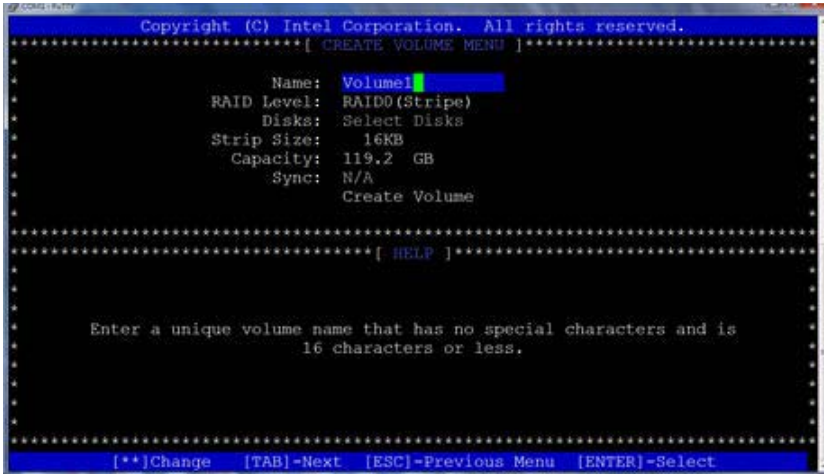 COM1 - PuTTY
Copyright (C) Intel Corporation. All rights reserved.
[ CREATE VOLUME MENU ]
Name: Volume1
RAID Level: RAID0(Stripe)
Disks: Select Disks
Strip Size: 16KB
Capacity: 119.2 GB
Sync: N/A
Create Volume
[ HELP ]
Enter a unique volume name that has no special characters and is
16 characters or less.
[**]Change [TAB]-Next [ESC]-Previous Menu [ENTER]-Select